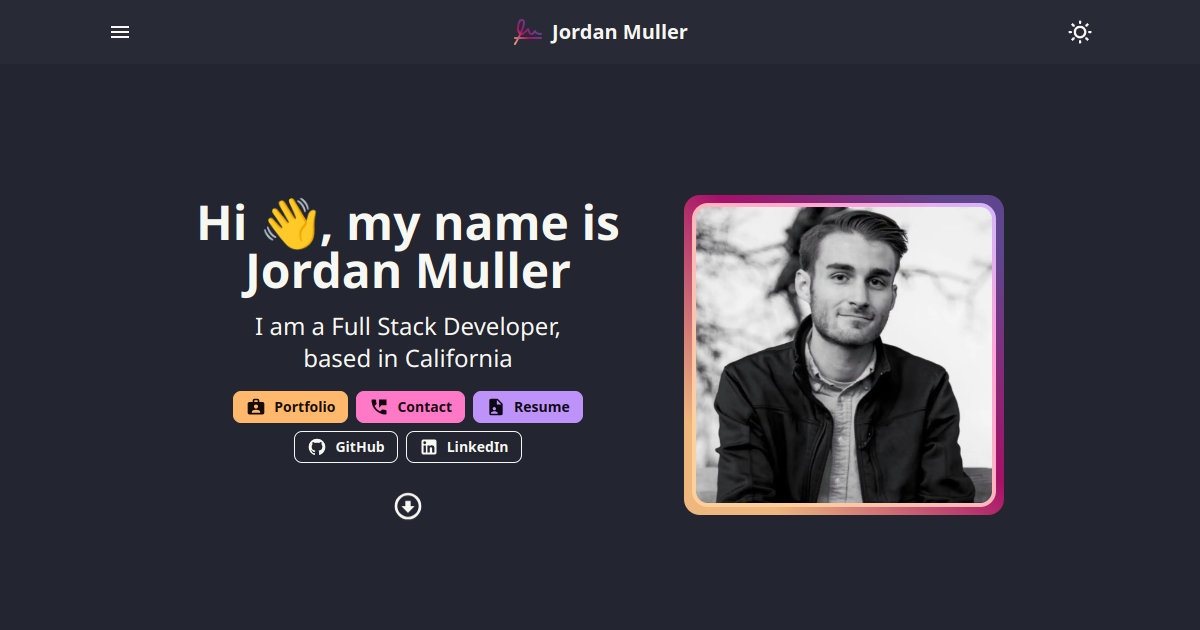 Jordan Muller
Hi 👋, my name is
Jordan Muller
I am a Full Stack Developer,
based in California
Portfolio
Contact
Resume
GitHub
LinkedIn